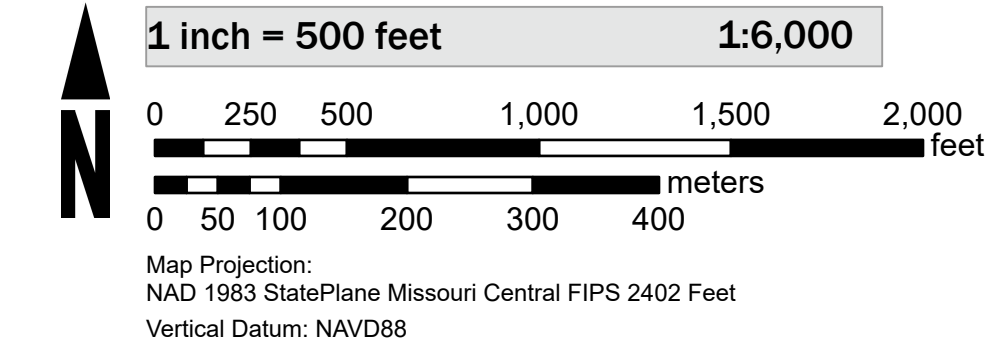 1 inch = 500 feet 1:6,000
0 250 500 1,000 1,500 2,000
feet
meters
0 50 100 200 300 400
N
Map Projection:
NAD 1983 StatePlane Missouri Central FIPS 2402 Feet
Vertical Datum: NAVD88